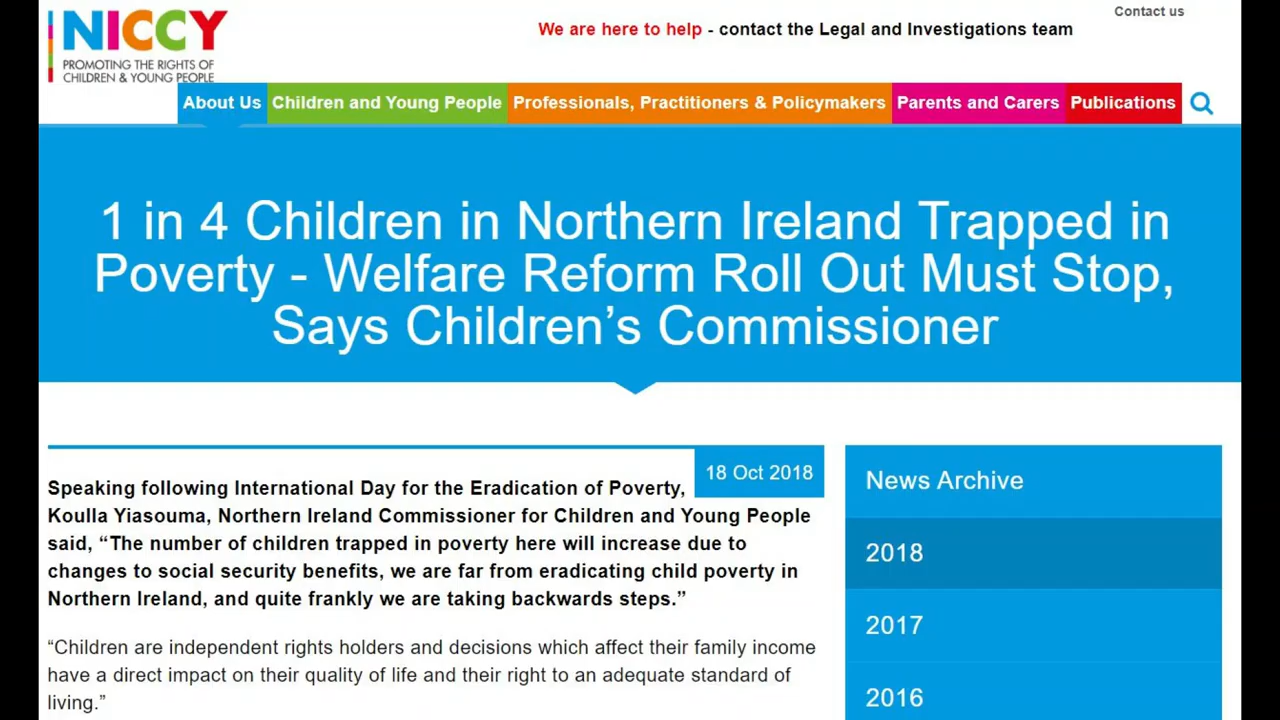 Contact us
NICCY
PROMOTING THE RIGHTS OF
CHILDREN & YOUNG PEOPLE
We are here to help - contact the Legal and Investigations team
About Us Children and Young People Professionals, Practitioners & Policymakers Parents and Carers Publications
1 in 4 Children in Northern Ireland Trapped in
Poverty - Welfare Reform Roll Out Must Stop,
Says Children’s Commissioner
18 Oct 2018
Speaking following International Day for the Eradication of Poverty,
Koulla Yiasouma, Northern Ireland Commissioner for Children and Young People
said, “The number of children trapped in poverty here will increase due to
changes to social security benefits, we are far from eradicating child poverty in
Northern Ireland, and quite frankly we are taking backwards steps.”
“Children are independent rights holders and decisions which affect their family income
have a direct impact on their quality of life and their right to an adequate standard of
living.”
News Archive
2018
2017
2016